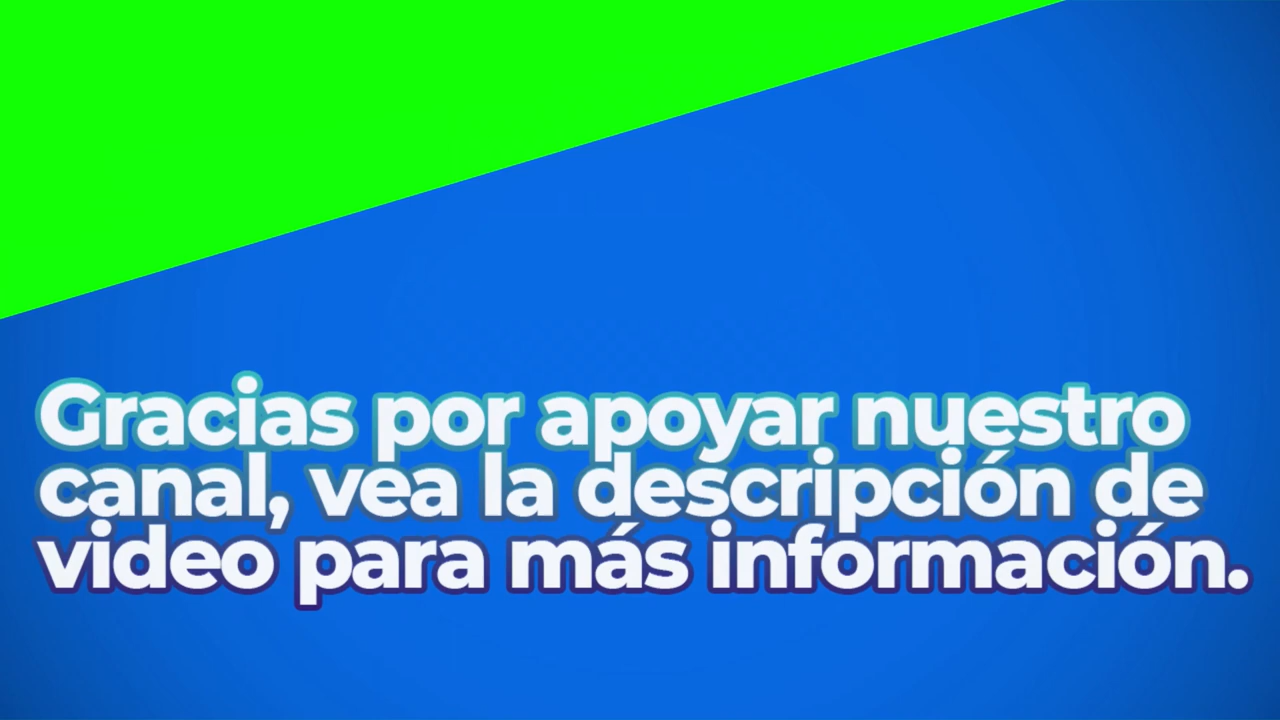 Gracias por apoyar nuestro
canal, vea la descripción de
video para más información.